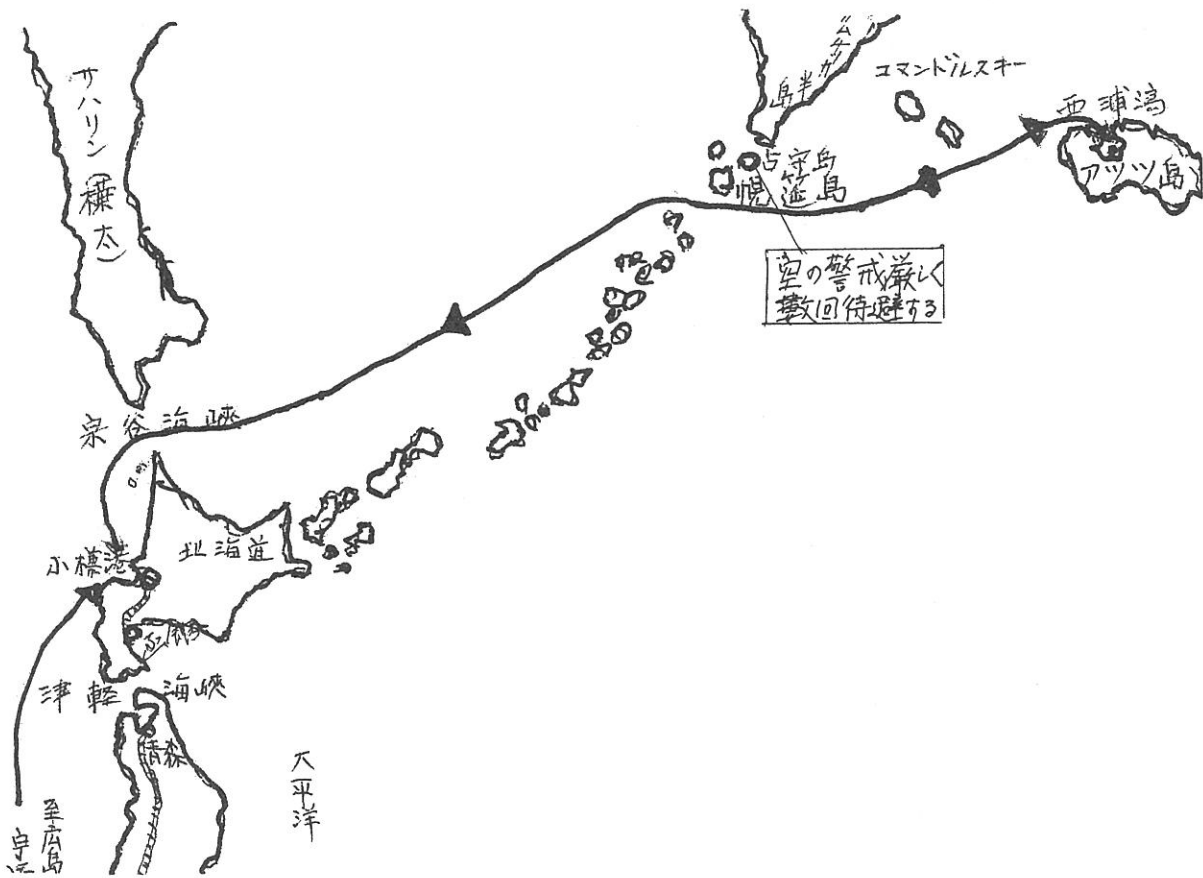 サハリン(樺太)
カムチャッカ半島
コマンドルスキー
西浦湾
アッツ島
占守島
幌筵島
空の警戒厳しく
數回待避する
宗谷海峡
北海道
小樽港
津軽海峡
青森
太平洋
至広島